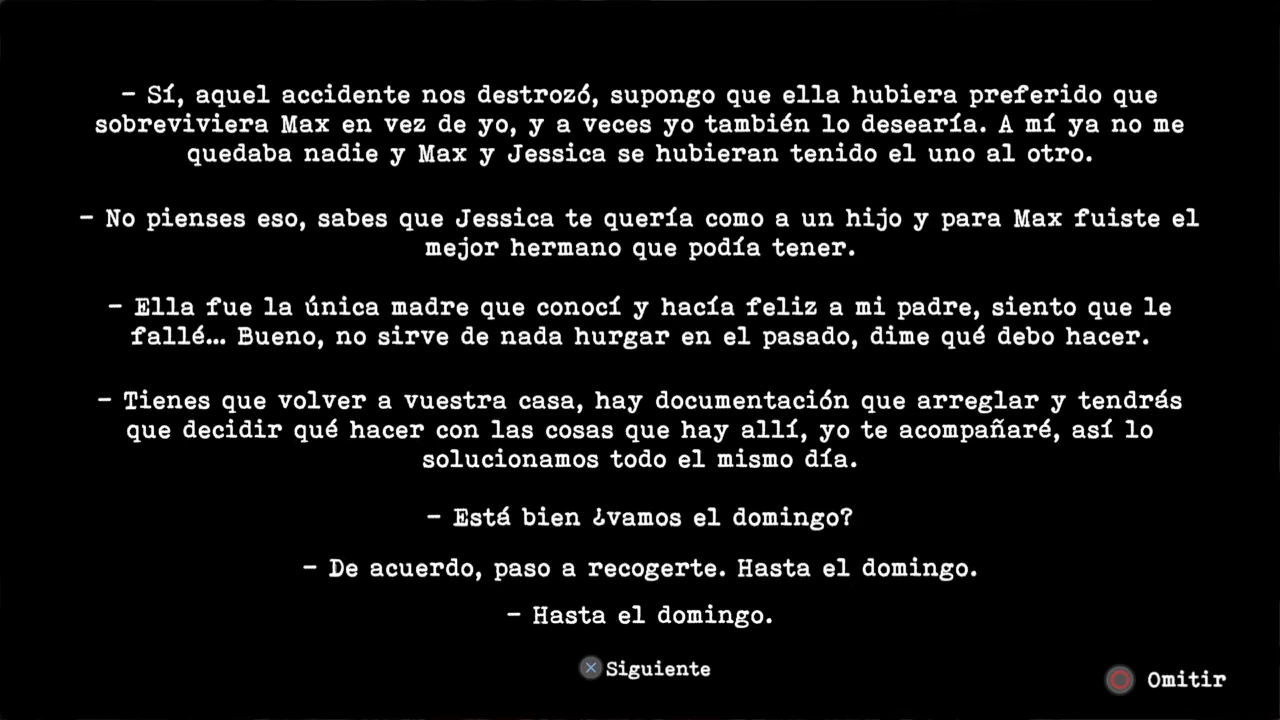 – Sí, aquel accidente nos destrozó, supongo que ella hubiera preferido que
sobreviviera Max en vez de yo, y a veces yo también lo desearía. A mí ya no me
quedaba nadie y Max y Jessica se hubieran tenido el uno al otro.
– No pienses eso, sabes que Jessica te quería como a un hijo y para Max fuiste el
mejor hermano que podía tener.
– Ella fue la única madre que conocí y hacía feliz a mi padre, siento que le
fallé... Bueno, no sirve de nada hurgar en el pasado, dime qué debo hacer.
– Tienes que volver a vuestra casa, hay documentación que arreglar y tendrás
que decidir qué hacer con las cosas que hay allí, yo te acompañaré, así lo
solucionamos todo el mismo día.
– Está bien ¿vamos el domingo?
– De acuerdo, paso a recogerte. Hasta el domingo.
– Hasta el domingo.
Siguiente
Omitir